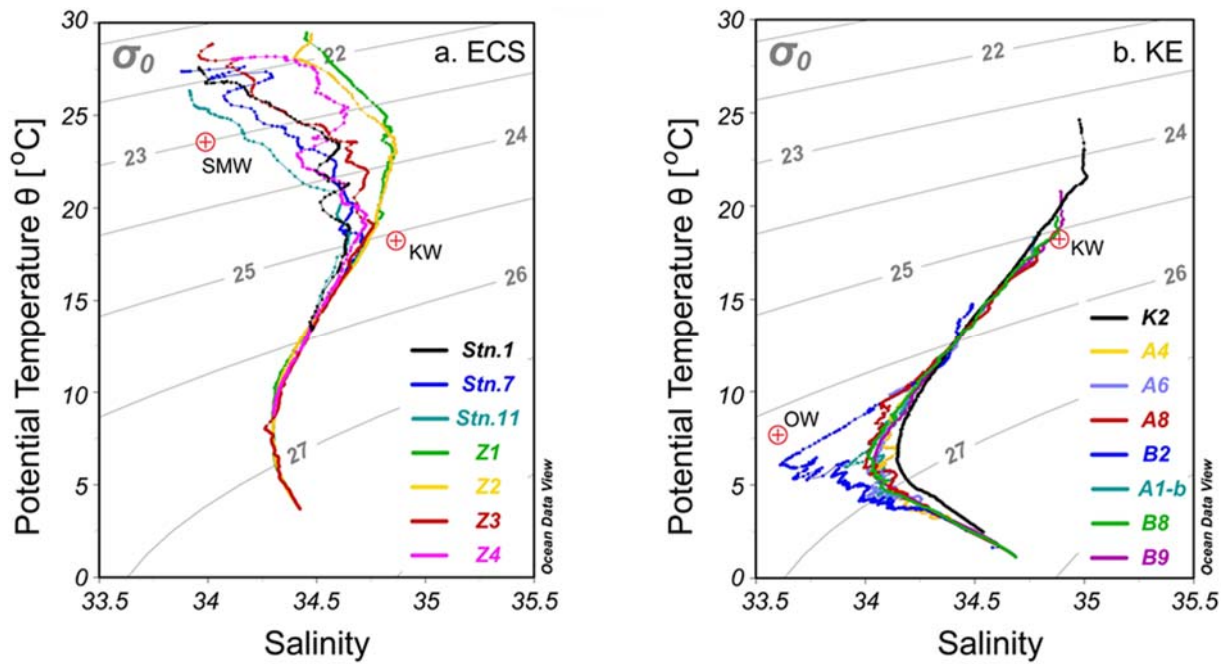 σ₀
a. ECS
22
23
24
25
26
27
SMW
KW
Stn.1
Stn.7
Stn.11
Z1
Z2
Z3
Z4
Ocean Data View
Potential Temperature θ [°C]
30
25
20
15
10
5
0
33.5 34 34.5 35 35.5
Salinity
σ₀
b. KE
22
23
24
25
26
27
KW
OW
K2
A4
A6
A8
B2
A1-b
B8
B9
Ocean Data View
Potential Temperature θ [°C]
30
25
20
15
10
5
0
33.5 34 34.5 35 35.5
Salinity